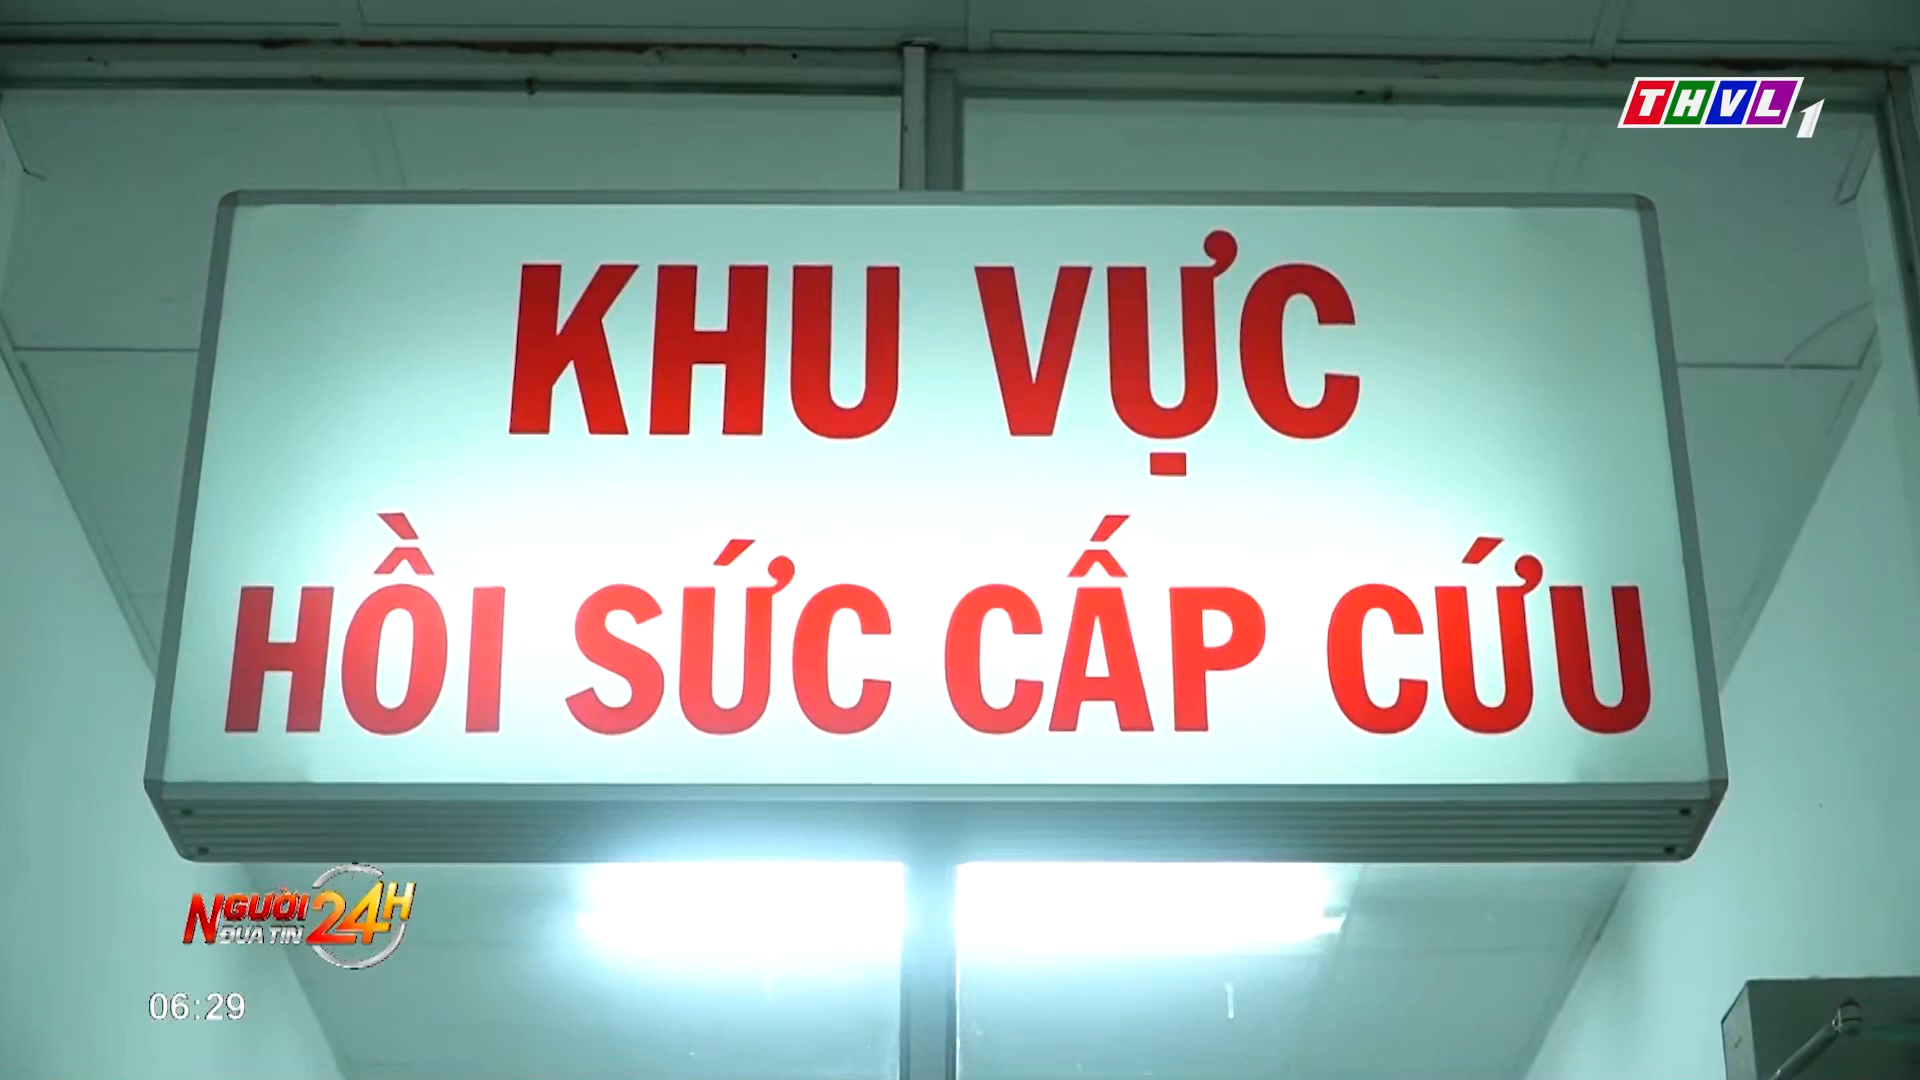 THVL1
KHU VỰC
HỒI SỨC CẤP CỨU
NGƯỜI
ĐƯA TIN
24H
06:29